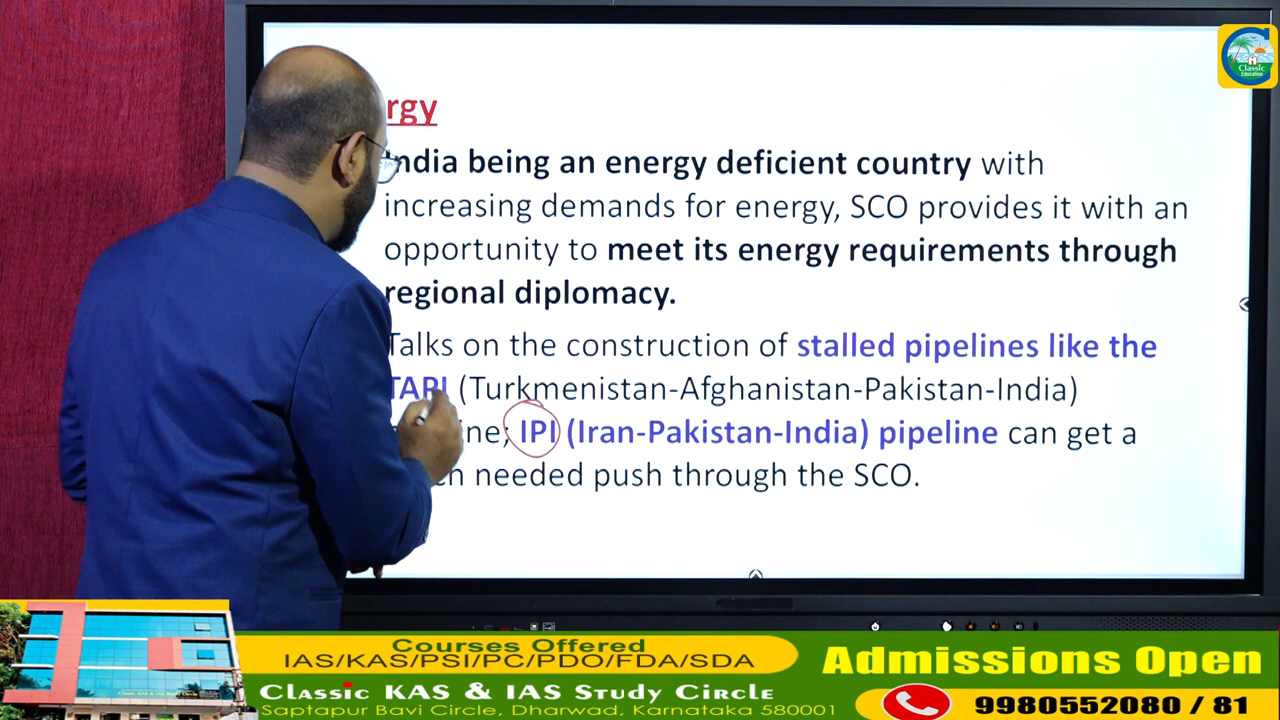 rgy
India being an energy deficient country with
increasing demands for energy, SCO provides it with an
opportunity to meet its energy requirements through
regional diplomacy.
Talks on the construction of stalled pipelines like the
TAPI (Turkmenistan-Afghanistan-Pakistan-India)
ine; IPI (Iran-Pakistan-India) pipeline can get a
needed push through the SCO.
Classic
Education
Courses Offered
IAS/KAS/PSI/PC/PDO/FDA/SDA
Classic KAS & IAS Study Circle
Saptapur Bavi Circle, Dharwad, Karnataka 580001
Admissions Open
9980552080 / 81